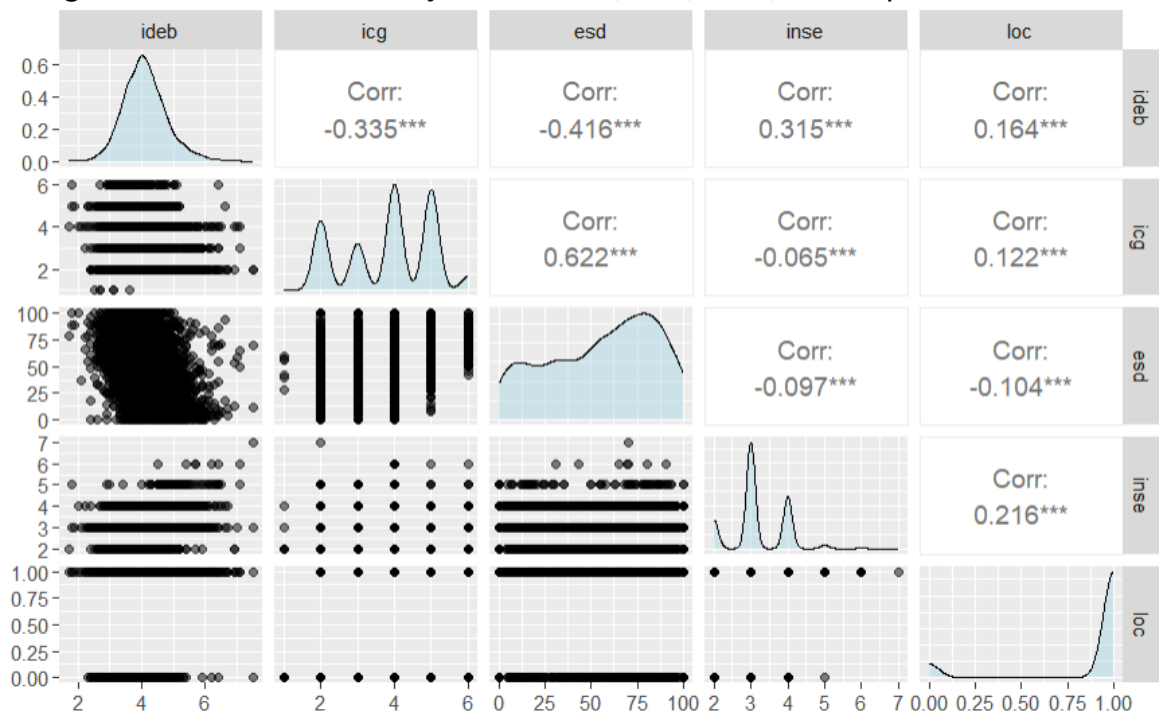 ideb icg esd inse loc
0.6
0.4
0.2
0.0
Corr:
-0.335***
Corr:
-0.416***
Corr:
0.315***
Corr:
0.164***
ideb
6
4
2
Corr:
0.622***
Corr:
-0.065***
Corr:
0.122***
icg
100
75
50
25
0
Corr:
-0.097***
Corr:
-0.104***
esd
7
6
5
4
3
2
Corr:
0.216***
inse
1.00
0.75
0.50
0.25
0.00
loc
2 4 6 2 4 6 0 25 50 75 100 2 3 4 5 6 7 0.00 0.25 0.50 0.75 1.00